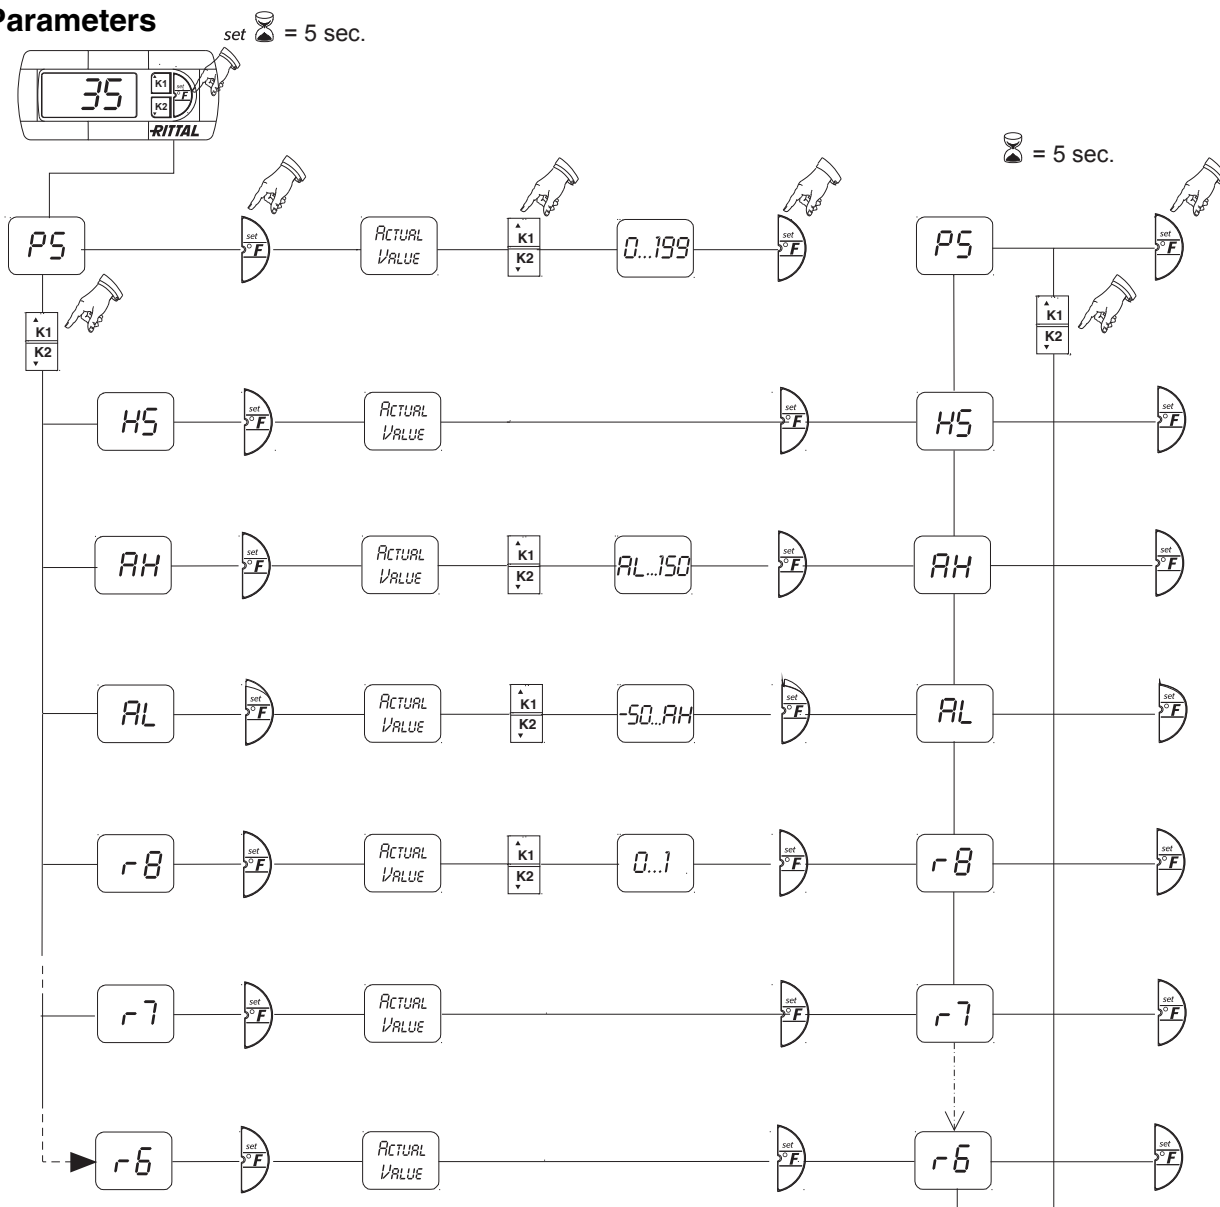 Parameters
set = 5 sec.
35 K1 set °F K2
RITTAL
= 5 sec.
PS set °F ACTUAL VALUE K1 K2 0...199 set °F PS set °F
K1 K2
K1 K2
HS set °F ACTUAL VALUE set °F HS set °F
AH set °F ACTUAL VALUE K1 K2 AL...150 set °F AH set °F
AL set °F ACTUAL VALUE K1 K2 -50...AH set °F AL set °F
r8 set °F ACTUAL VALUE K1 K2 0...1 set °F r8 set °F
r7 set °F ACTUAL VALUE set °F r7 set °F
r6 set °F ACTUAL VALUE set °F r6 set °F